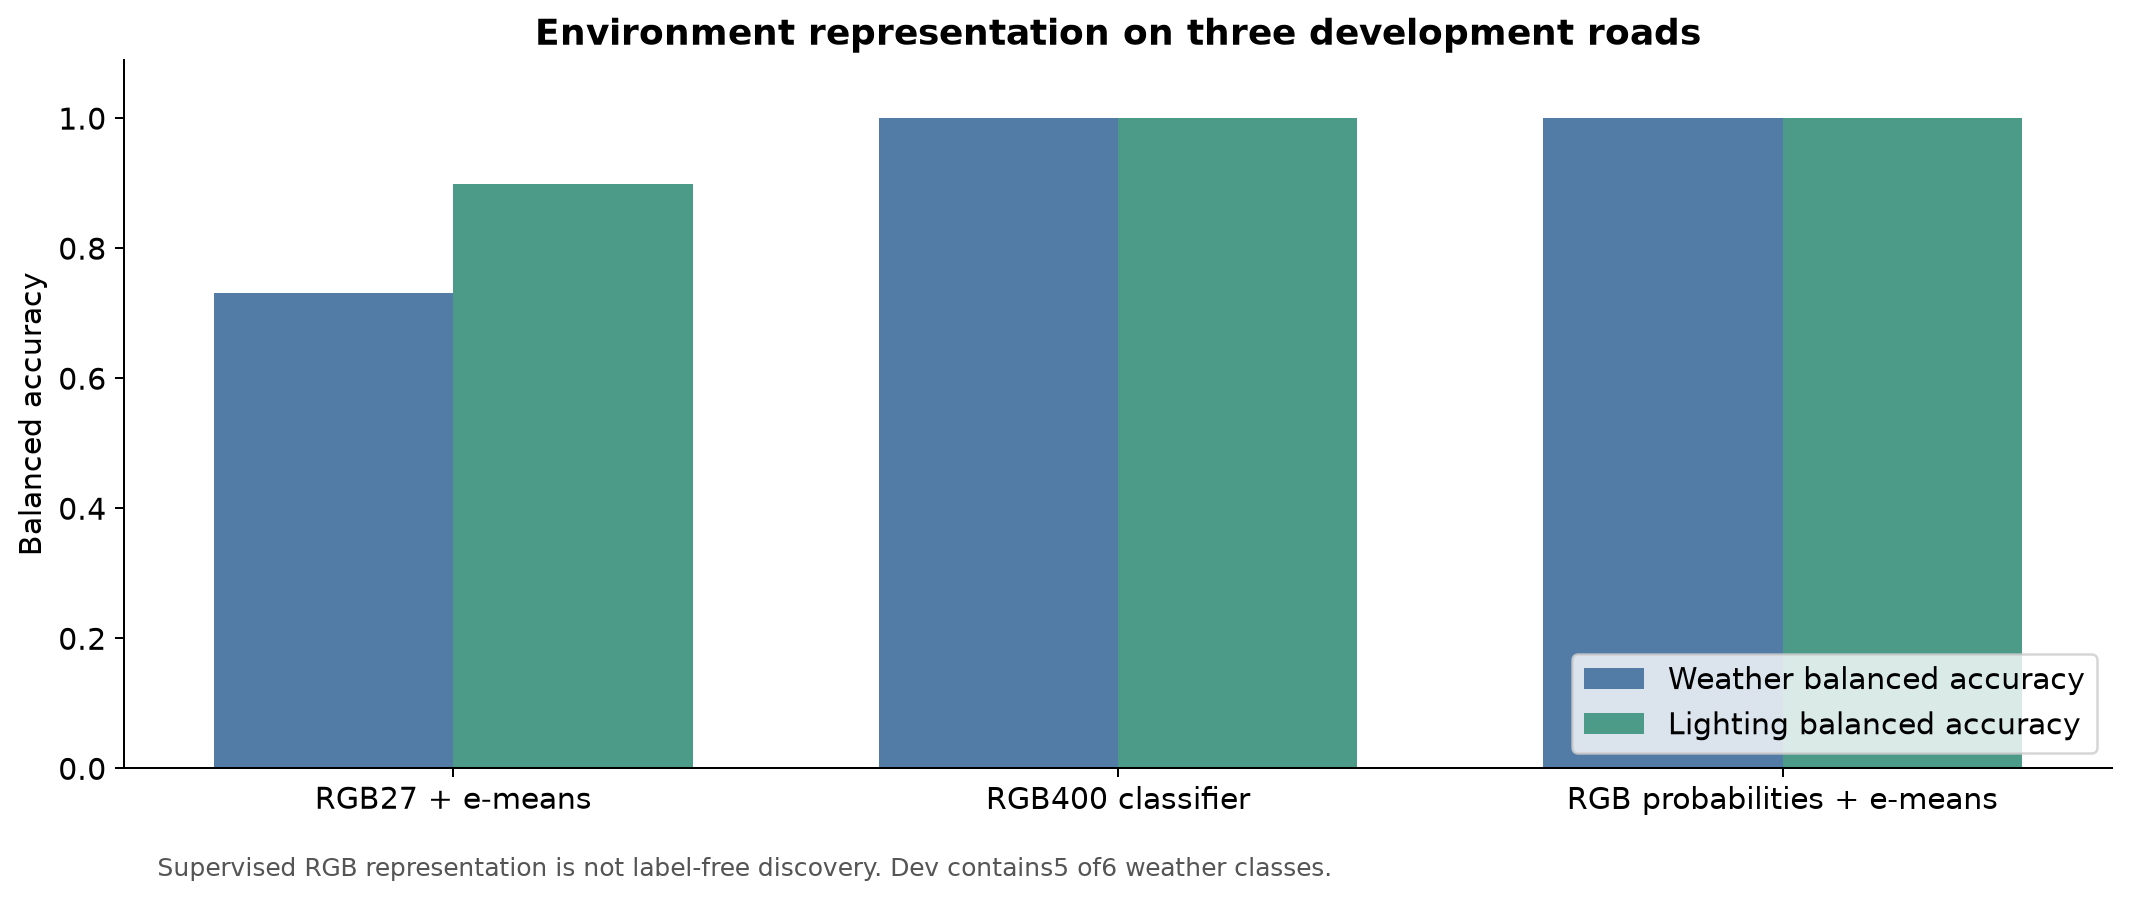 Environment representation on three development roads
Balanced accuracy
1.0
0.8
0.6
0.4
0.2
0.0
Weather balanced accuracy
Lighting balanced accuracy
RGB27 + e-means
RGB400 classifier
RGB probabilities + e-means
Supervised RGB representation is not label-free discovery. Dev contains5 of6 weather classes.